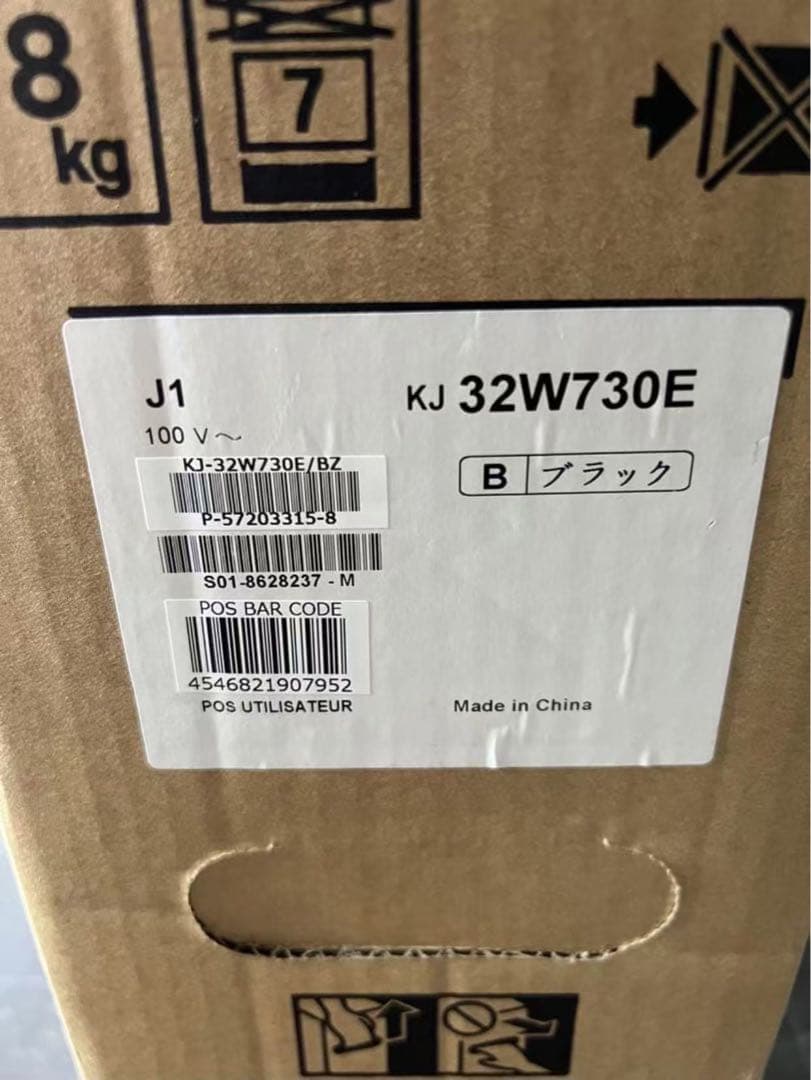 8
kg
7
J1
KJ 32W730E
100 V～
KJ-32W730E/BZ
B ブラック
P-57203315-8
S01-8628237 - M
POS BAR CODE
4546821907952
POS UTILISATEUR
Made in China